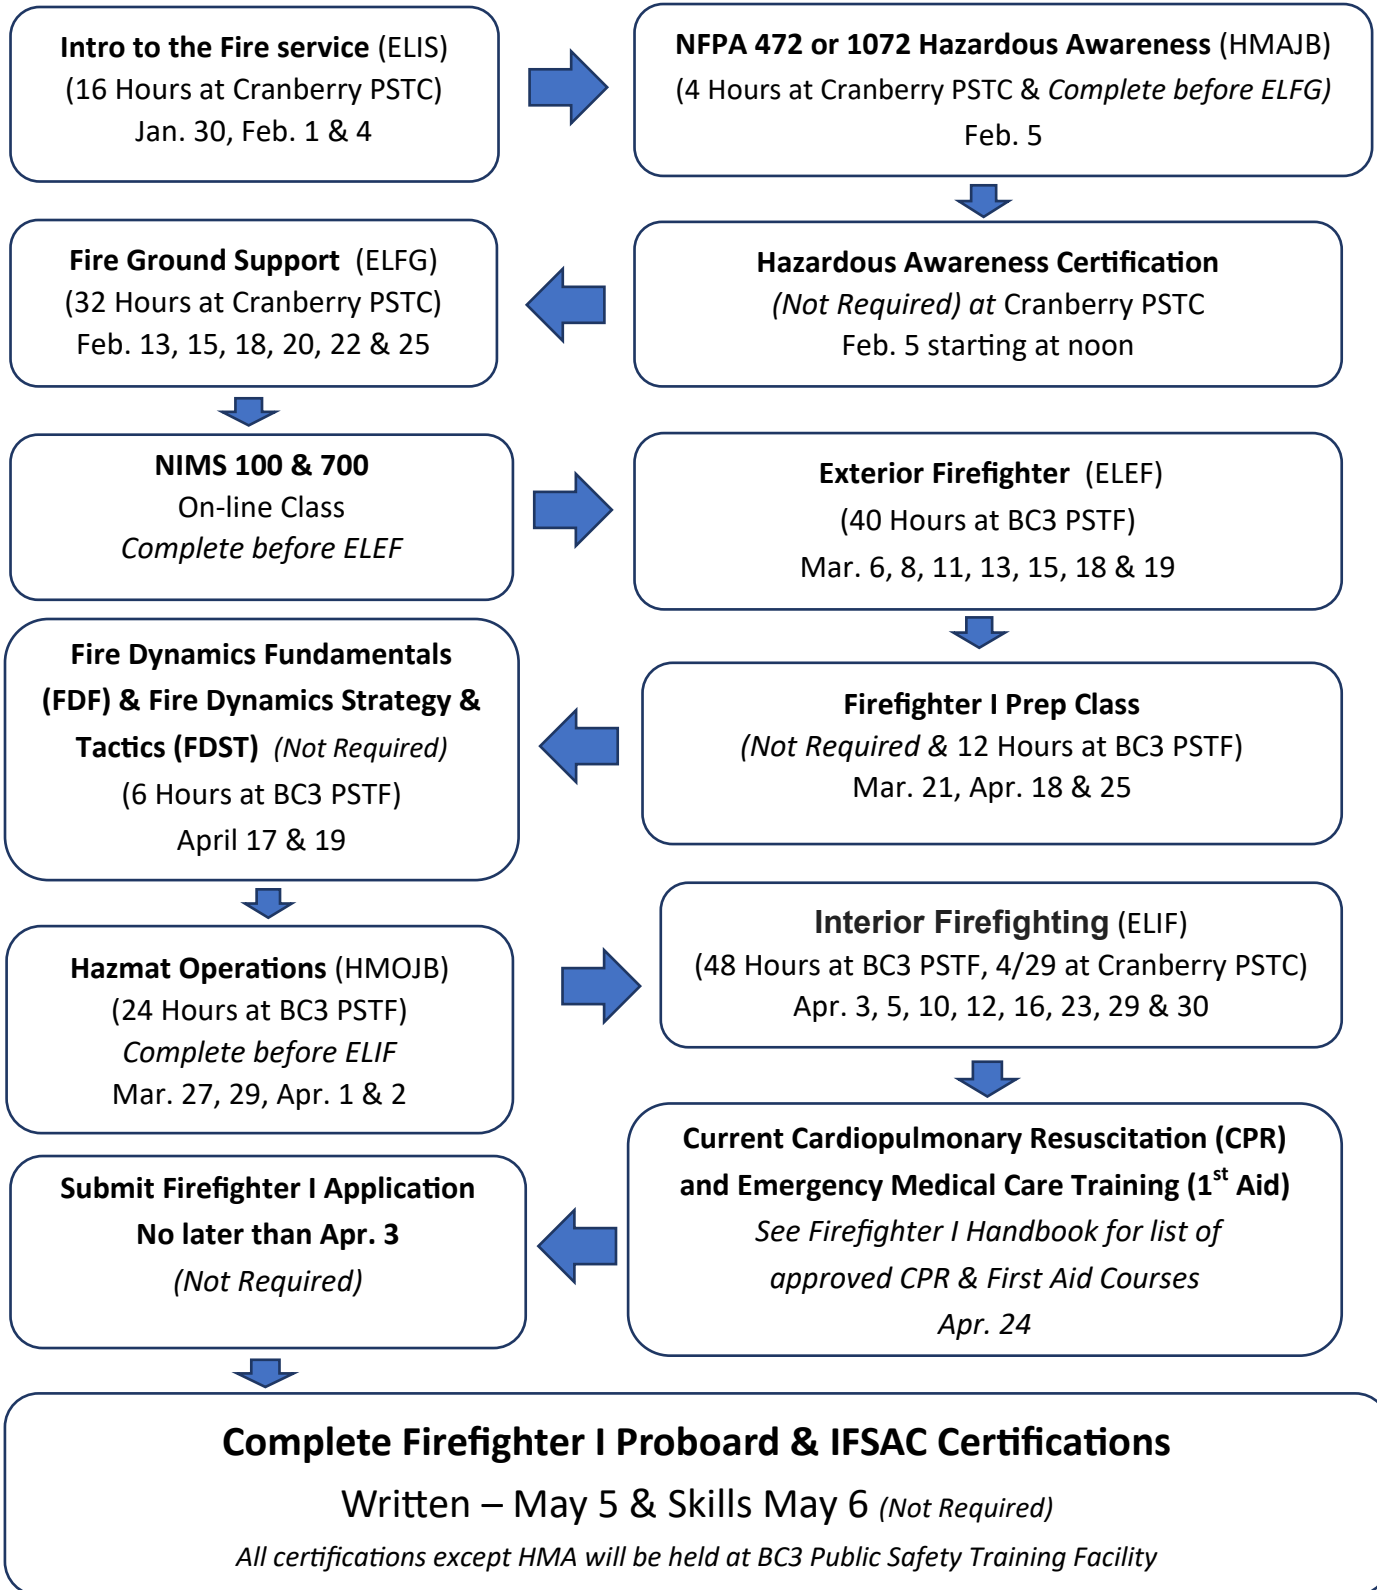 Intro to the Fire service (ELIS)
(16 Hours at Cranberry PSTC)
Jan. 30, Feb. 1 & 4
NFPA 472 or 1072 Hazardous Awareness (HMAJB)
(4 Hours at Cranberry PSTC & Complete before ELFG)
Feb. 5
Hazardous Awareness Certification
(Not Required) at Cranberry PSTC
Feb. 5 starting at noon
Fire Ground Support (ELFG)
(32 Hours at Cranberry PSTC)
Feb. 13, 15, 18, 20, 22 & 25
NIMS 100 & 700
On-line Class
Complete before ELEF
Exterior Firefighter (ELEF)
(40 Hours at BC3 PSTF)
Mar. 6, 8, 11, 13, 15, 18 & 19
Firefighter I Prep Class
(Not Required & 12 Hours at BC3 PSTF)
Mar. 21, Apr. 18 & 25
Fire Dynamics Fundamentals
(FDF) & Fire Dynamics Strategy &
Tactics (FDST) (Not Required)
(6 Hours at BC3 PSTF)
April 17 & 19
Hazmat Operations (HMOJB)
(24 Hours at BC3 PSTF)
Complete before ELIF
Mar. 27, 29, Apr. 1 & 2
Interior Firefighting (ELIF)
(48 Hours at BC3 PSTF, 4/29 at Cranberry PSTC)
Apr. 3, 5, 10, 12, 16, 23, 29 & 30
Current Cardiopulmonary Resuscitation (CPR)
and Emergency Medical Care Training (1st Aid)
See Firefighter I Handbook for list of
approved CPR & First Aid Courses
Apr. 24
Submit Firefighter I Application
No later than Apr. 3
(Not Required)
Complete Firefighter I Proboard & IFSAC Certifications
Written – May 5 & Skills May 6 (Not Required)
All certifications except HMA will be held at BC3 Public Safety Training Facility